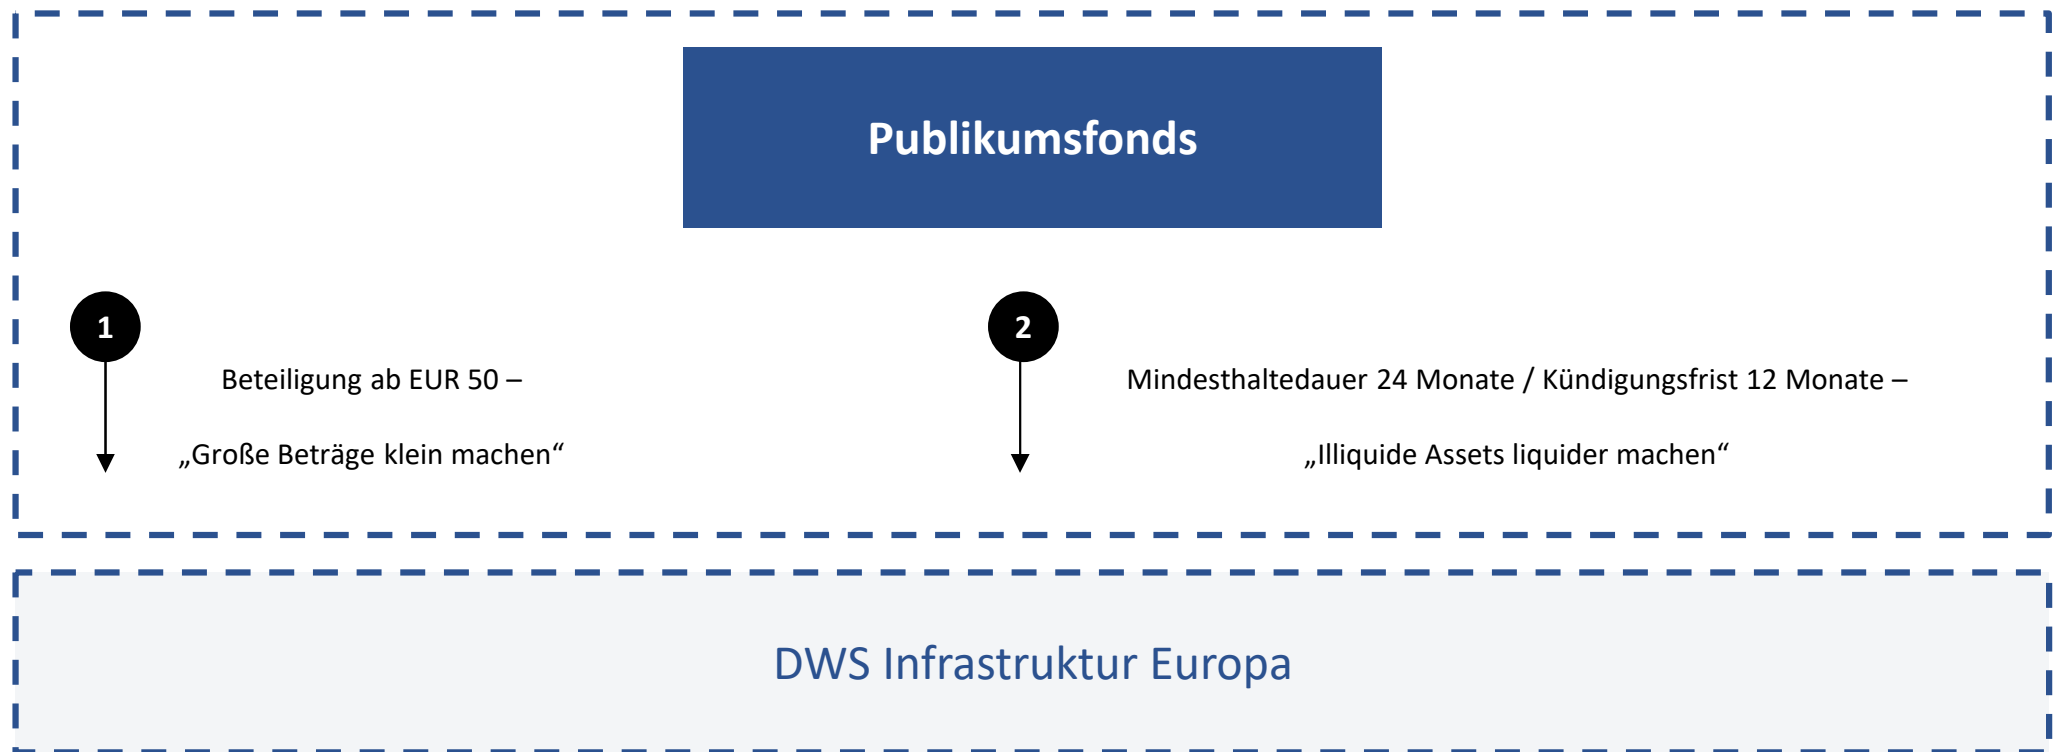 Publikumsfonds
1
Beteiligung ab EUR 50 –
„Große Beträge klein machen“
2
Mindesthaltedauer 24 Monate / Kündigungsfrist 12 Monate –
„Illiquide Assets liquider machen“
DWS Infrastruktur Europa